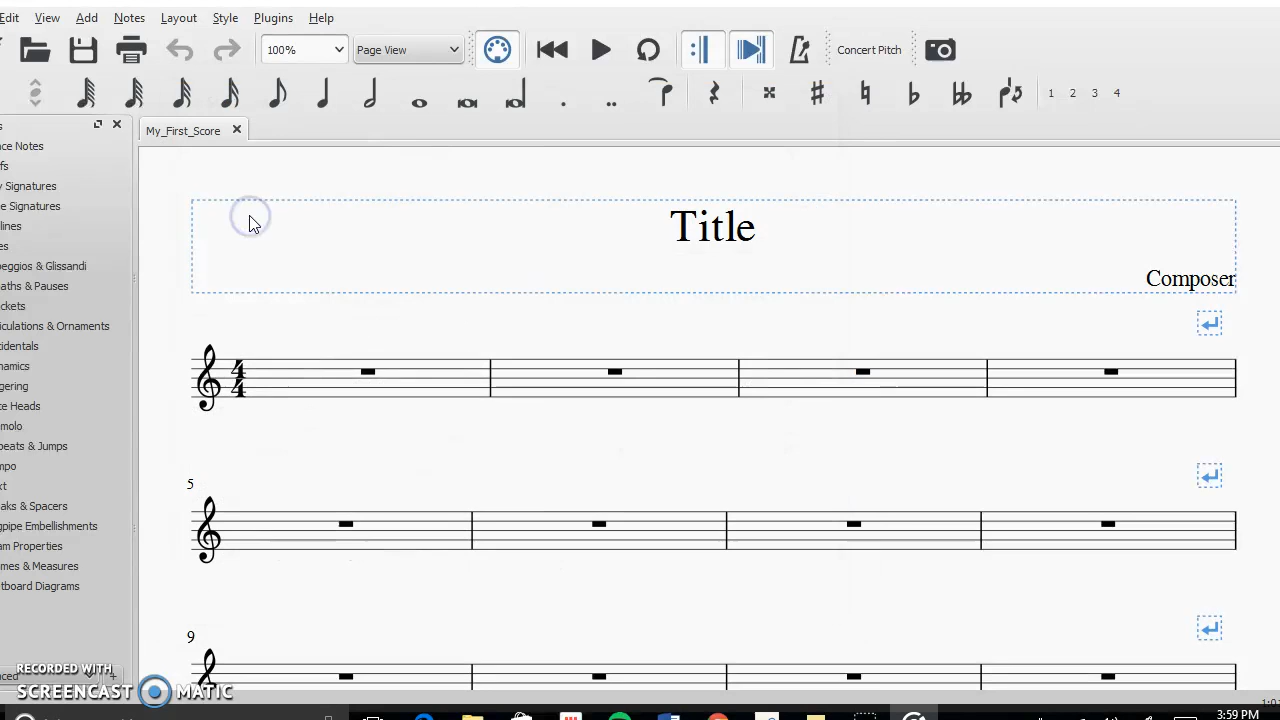 Edit View Add Notes Layout Style Plugins Help
100% Page View Concert Pitch
1 2 3 4
s
My_First_Score
ce Notes
fs
y Signatures
e Signatures
lines
es
peggios & Glissandi
aths & Pauses
ckets
iculations & Ornaments
cidentals
namics
gering
te Heads
molo
peats & Jumps
mpo
xt
aks & Spacers
gpipe Embellishments
am Properties
mes & Measures
tboard Diagrams
Title
Composer
4
4
5
9
RECORDED WITH
SCREENCAST MATIC
3:59 PM